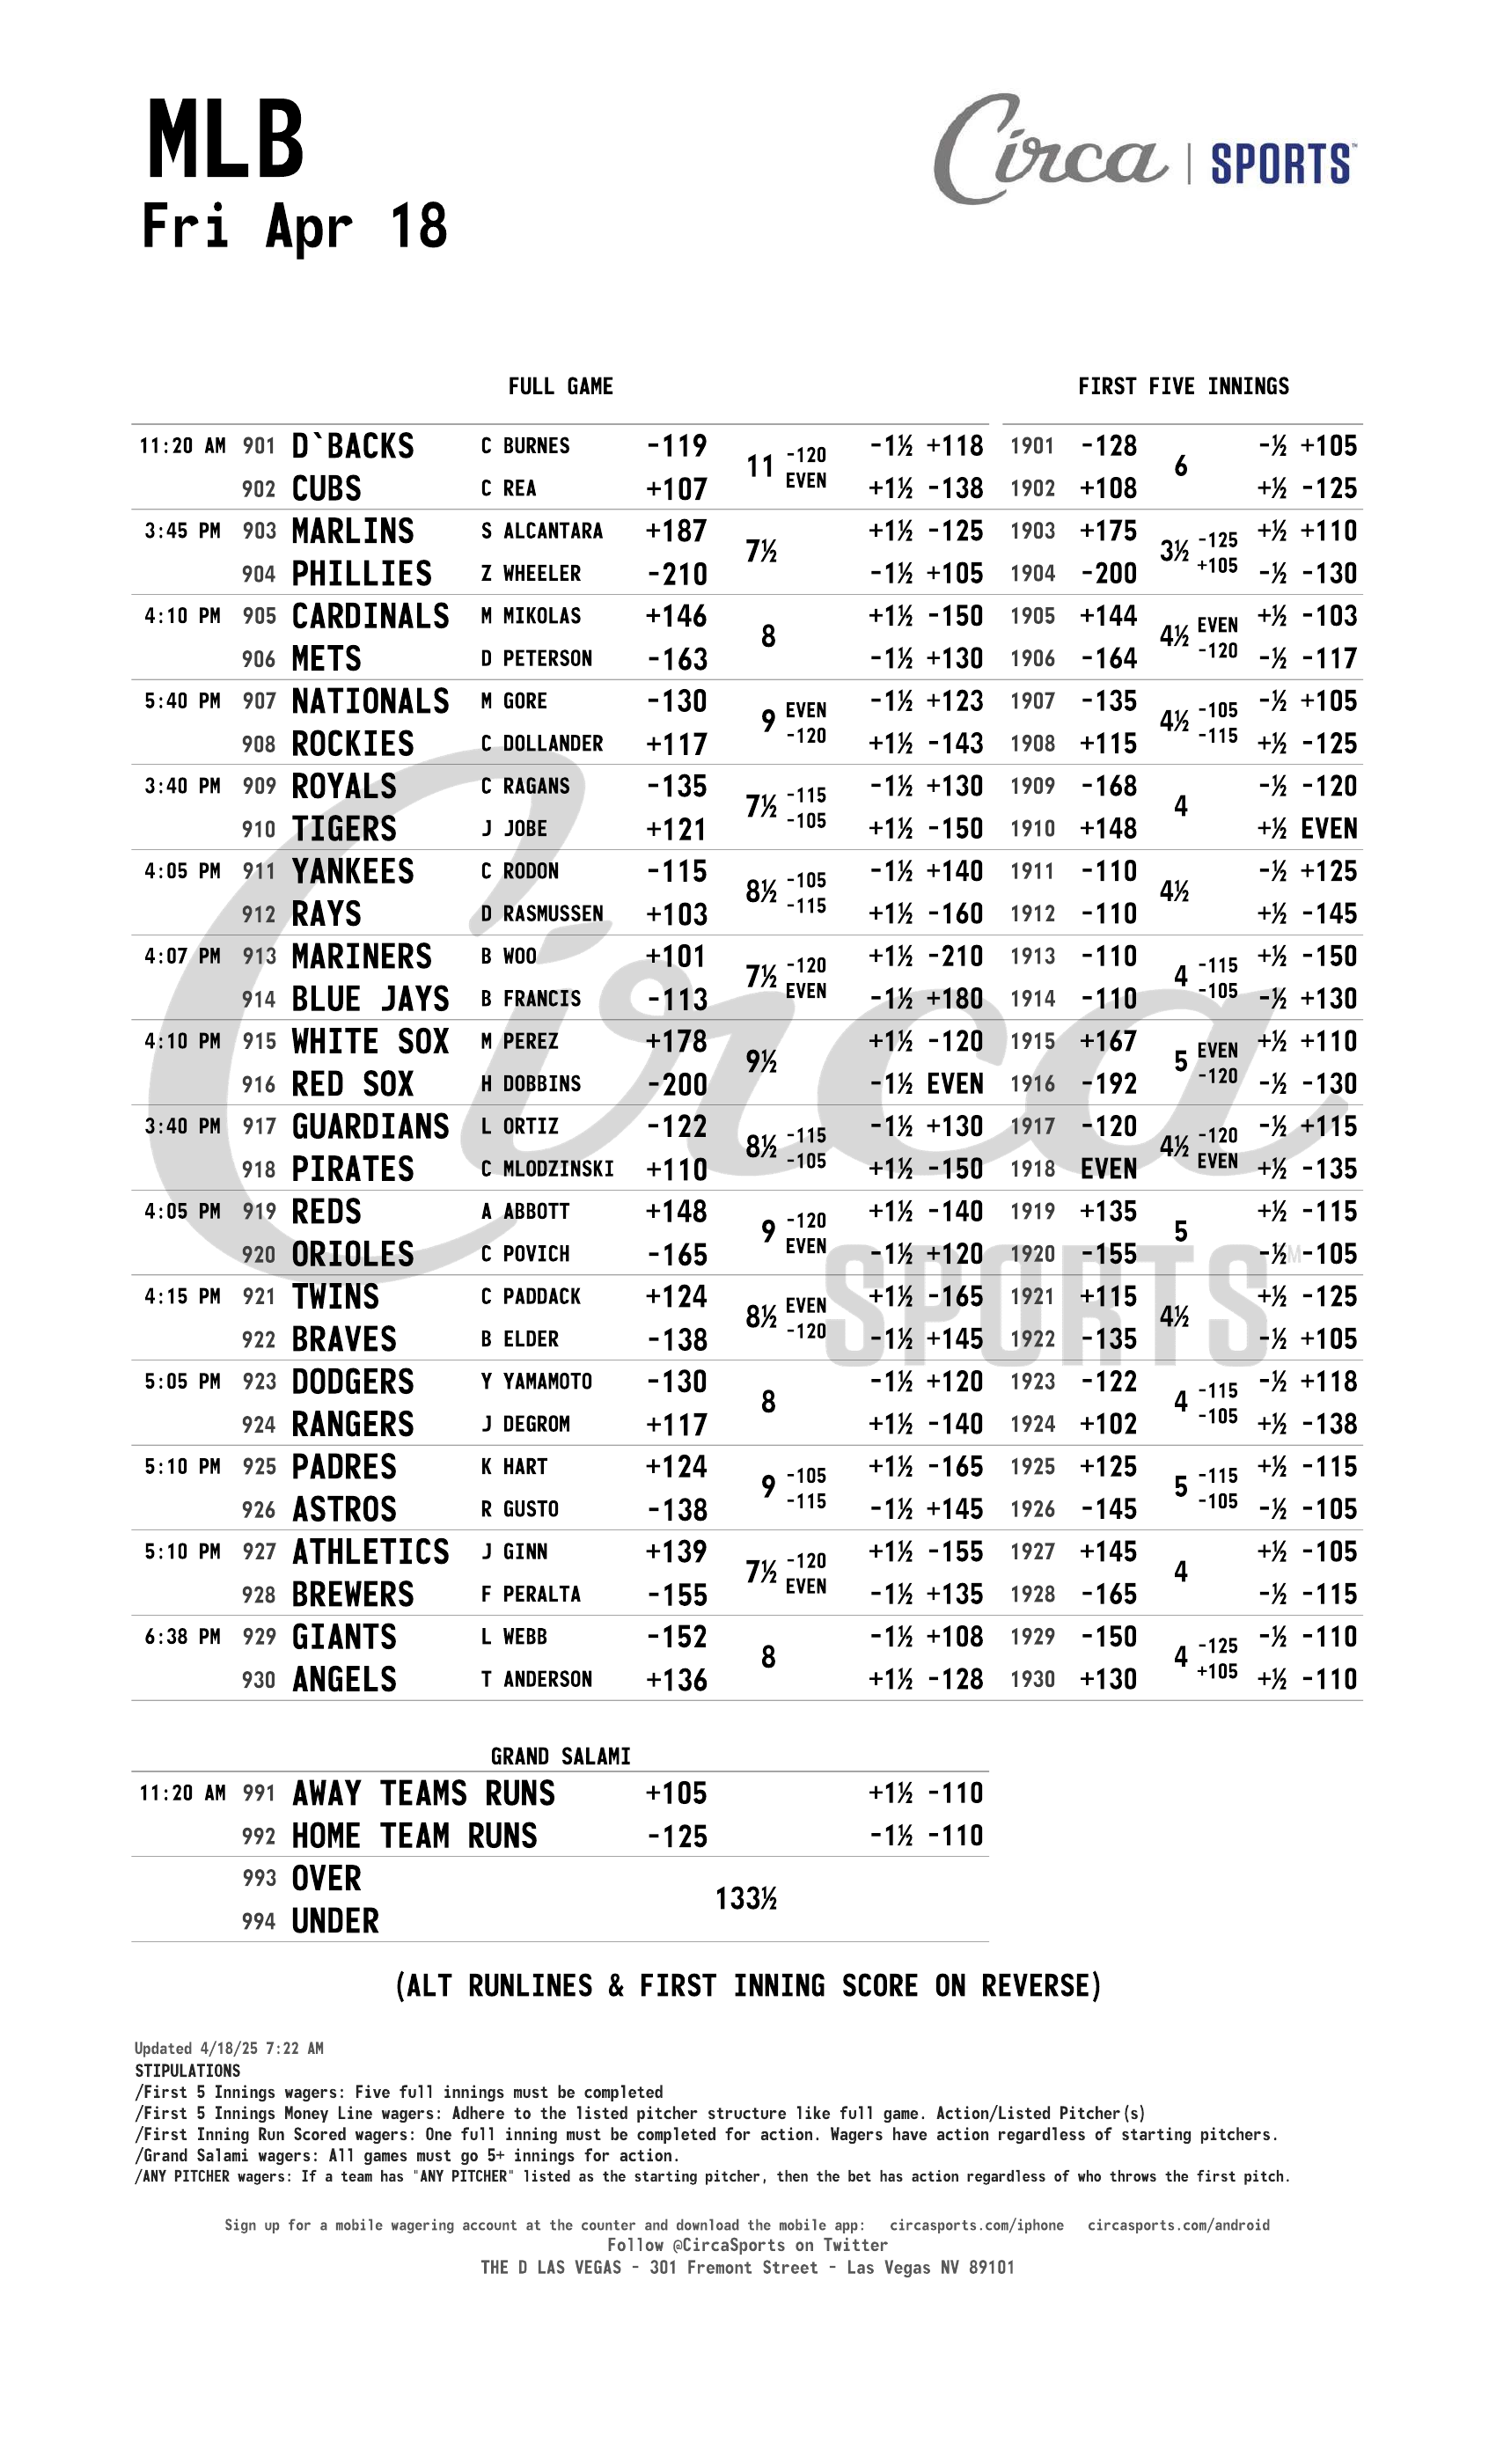 MLB
Circa | SPORTS™
Fri Apr 18
FULL GAME FIRST FIVE INNINGS
11:20 AM 901 D`BACKS C BURNES -119 11 -120 -1½ +118 1901 -128 6 -½ +105
902 CUBS C REA +107 EVEN +1½ -138 1902 +108 +½ -125
3:45 PM 903 MARLINS S ALCANTARA +187 7½ +1½ -125 1903 +175 3½ -125 +½ +110
904 PHILLIES Z WHEELER -210 -1½ +105 1904 -200 +105 -½ -130
4:10 PM 905 CARDINALS M MIKOLAS +146 8 +1½ -150 1905 +144 4½ EVEN +½ -103
906 METS D PETERSON -163 -1½ +130 1906 -164 -120 -½ -117
5:40 PM 907 NATIONALS M GORE -130 9 EVEN -1½ +123 1907 -135 4½ -105 -½ +105
908 ROCKIES C DOLLANDER +117 -120 +1½ -143 1908 +115 -115 +½ -125
3:40 PM 909 ROYALS C RAGANS -135 7½ -115 -1½ +130 1909 -168 4 -½ -120
910 TIGERS J JOBE +121 -105 +1½ -150 1910 +148 +½ EVEN
4:05 PM 911 YANKEES C RODON -115 8½ -105 -1½ +140 1911 -110 4½ -½ +125
912 RAYS D RASMUSSEN +103 -115 +1½ -160 1912 -110 +½ -145
4:07 PM 913 MARINERS B WOO +101 7½ -120 +1½ -210 1913 -110 4 -115 +½ -150
914 BLUE JAYS B FRANCIS -113 EVEN -1½ +180 1914 -110 -105 -½ +130
4:10 PM 915 WHITE SOX M PEREZ +178 9½ +1½ -120 1915 +167 5 EVEN +½ +110
916 RED SOX H DOBBINS -200 -1½ EVEN 1916 -192 -120 -½ -130
3:40 PM 917 GUARDIANS L ORTIZ -122 8½ -115 -1½ +130 1917 -120 4½ -120 -½ +115
918 PIRATES C MLODZINSKI +110 -105 +1½ -150 1918 EVEN EVEN +½ -135
4:05 PM 919 REDS A ABBOTT +148 9 -120 +1½ -140 1919 +135 5 +½ -115
920 ORIOLES C POVICH -165 EVEN -1½ +120 1920 -155 -½ -105
4:15 PM 921 TWINS C PADDACK +124 8½ EVEN +1½ -165 1921 +115 4½ +½ -125
922 BRAVES B ELDER -138 -120 -1½ +145 1922 -135 -½ +105
5:05 PM 923 DODGERS Y YAMAMOTO -130 8 -1½ +120 1923 -122 4 -115 -½ +118
924 RANGERS J DEGROM +117 +1½ -140 1924 +102 -105 +½ -138
5:10 PM 925 PADRES K HART +124 9 -105 +1½ -165 1925 +125 5 -115 +½ -115
926 ASTROS R GUSTO -138 -115 -1½ +145 1926 -145 -105 -½ -105
5:10 PM 927 ATHLETICS J GINN +139 7½ -120 +1½ -155 1927 +145 4 +½ -105
928 BREWERS F PERALTA -155 EVEN -1½ +135 1928 -165 -½ -115
6:38 PM 929 GIANTS L WEBB -152 8 -1½ +108 1929 -150 4 -125 -½ -110
930 ANGELS T ANDERSON +136 +1½ -128 1930 +130 +105 +½ -110
Circa SPORTS
GRAND SALAMI
11:20 AM 991 AWAY TEAMS RUNS +105 +1½ -110
992 HOME TEAM RUNS -125 -1½ -110
993 OVER 133½
994 UNDER
(ALT RUNLINES & FIRST INNING SCORE ON REVERSE)
Updated 4/18/25 7:22 AM
STIPULATIONS
/First 5 Innings wagers: Five full innings must be completed
/First 5 Innings Money Line wagers: Adhere to the listed pitcher structure like full game. Action/Listed Pitcher(s)
/First Inning Run Scored wagers: One full inning must be completed for action. Wagers have action regardless of starting pitchers.
/Grand Salami wagers: All games must go 5+ innings for action.
/ANY PITCHER wagers: If a team has "ANY PITCHER" listed as the starting pitcher, then the bet has action regardless of who throws the first pitch.
Sign up for a mobile wagering account at the counter and download the mobile app: circasports.com/iphone circasports.com/android
Follow @CircaSports on Twitter
THE D LAS VEGAS - 301 Fremont Street - Las Vegas NV 89101